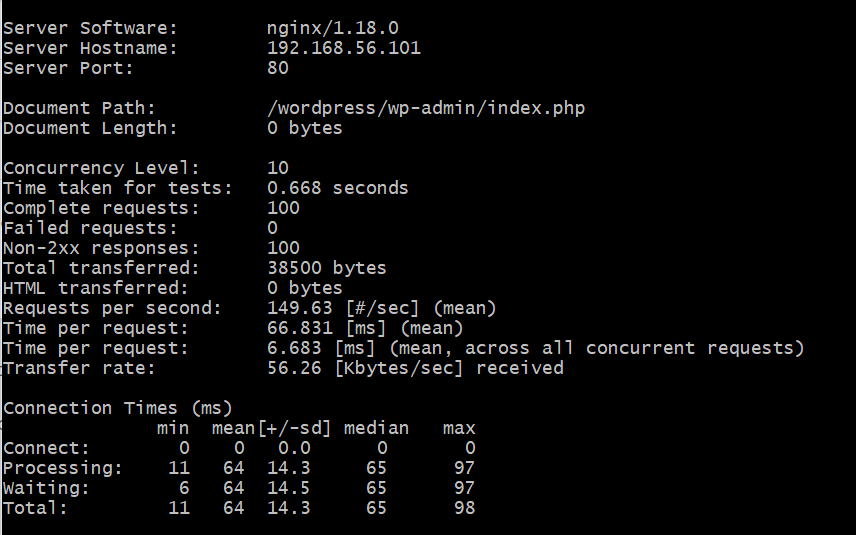 Server Software: nginx/1.18.0
Server Hostname: 192.168.56.101
Server Port: 80
Document Path: /wordpress/wp-admin/index.php
Document Length: 0 bytes
Concurrency Level: 10
Time taken for tests: 0.668 seconds
Complete requests: 100
Failed requests: 0
Non-2xx responses: 100
Total transferred: 38500 bytes
HTML transferred: 0 bytes
Requests per second: 149.63 [#/sec] (mean)
Time per request: 66.831 [ms] (mean)
Time per request: 6.683 [ms] (mean, across all concurrent requests)
Transfer rate: 56.26 [Kbytes/sec] received
Connection Times (ms)
min mean[+/-sd] median max
Connect: 0 0 0.0 0 0
Processing: 11 64 14.3 65 97
Waiting: 6 64 14.5 65 97
Total: 11 64 14.3 65 98